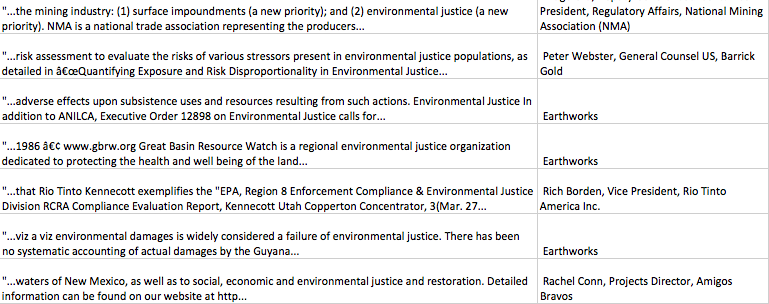 "...the mining industry: (1) surface impoundments (a new priority); and (2) environmental justice (a new
priority). NMA is a national trade association representing the producers...
President, Regulatory Affairs, National Mining
Association (NMA)
"...risk assessment to evaluate the risks of various stressors present in environmental justice populations, as
detailed in â€œQuantifying Exposure and Risk Disproportionality in Environmental Justice...
Peter Webster, General Counsel US, Barrick
Gold
"...adverse effects upon subsistence uses and resources resulting from such actions. Environmental Justice In
addition to ANILCA, Executive Order 12898 on Environmental Justice calls for...
Earthworks
"...1986 â€¢ www.gbrw.org Great Basin Resource Watch is a regional environmental justice organization
dedicated to protecting the health and well being of the land...
Earthworks
"...that Rio Tinto Kennecott exemplifies the "EPA, Region 8 Enforcement Compliance & Environmental Justice
Division RCRA Compliance Evaluation Report, Kennecott Utah Copperton Concentrator, 3(Mar. 27...
Rich Borden, Vice President, Rio Tinto
America Inc.
"...viz a viz environmental damages is widely considered a failure of environmental justice. There has been
no systematic accounting of actual damages by the Guyana...
Earthworks
"...waters of New Mexico, as well as to social, economic and environmental justice and restoration. Detailed
information can be found on our website at http...
Rachel Conn, Projects Director, Amigos
Bravos